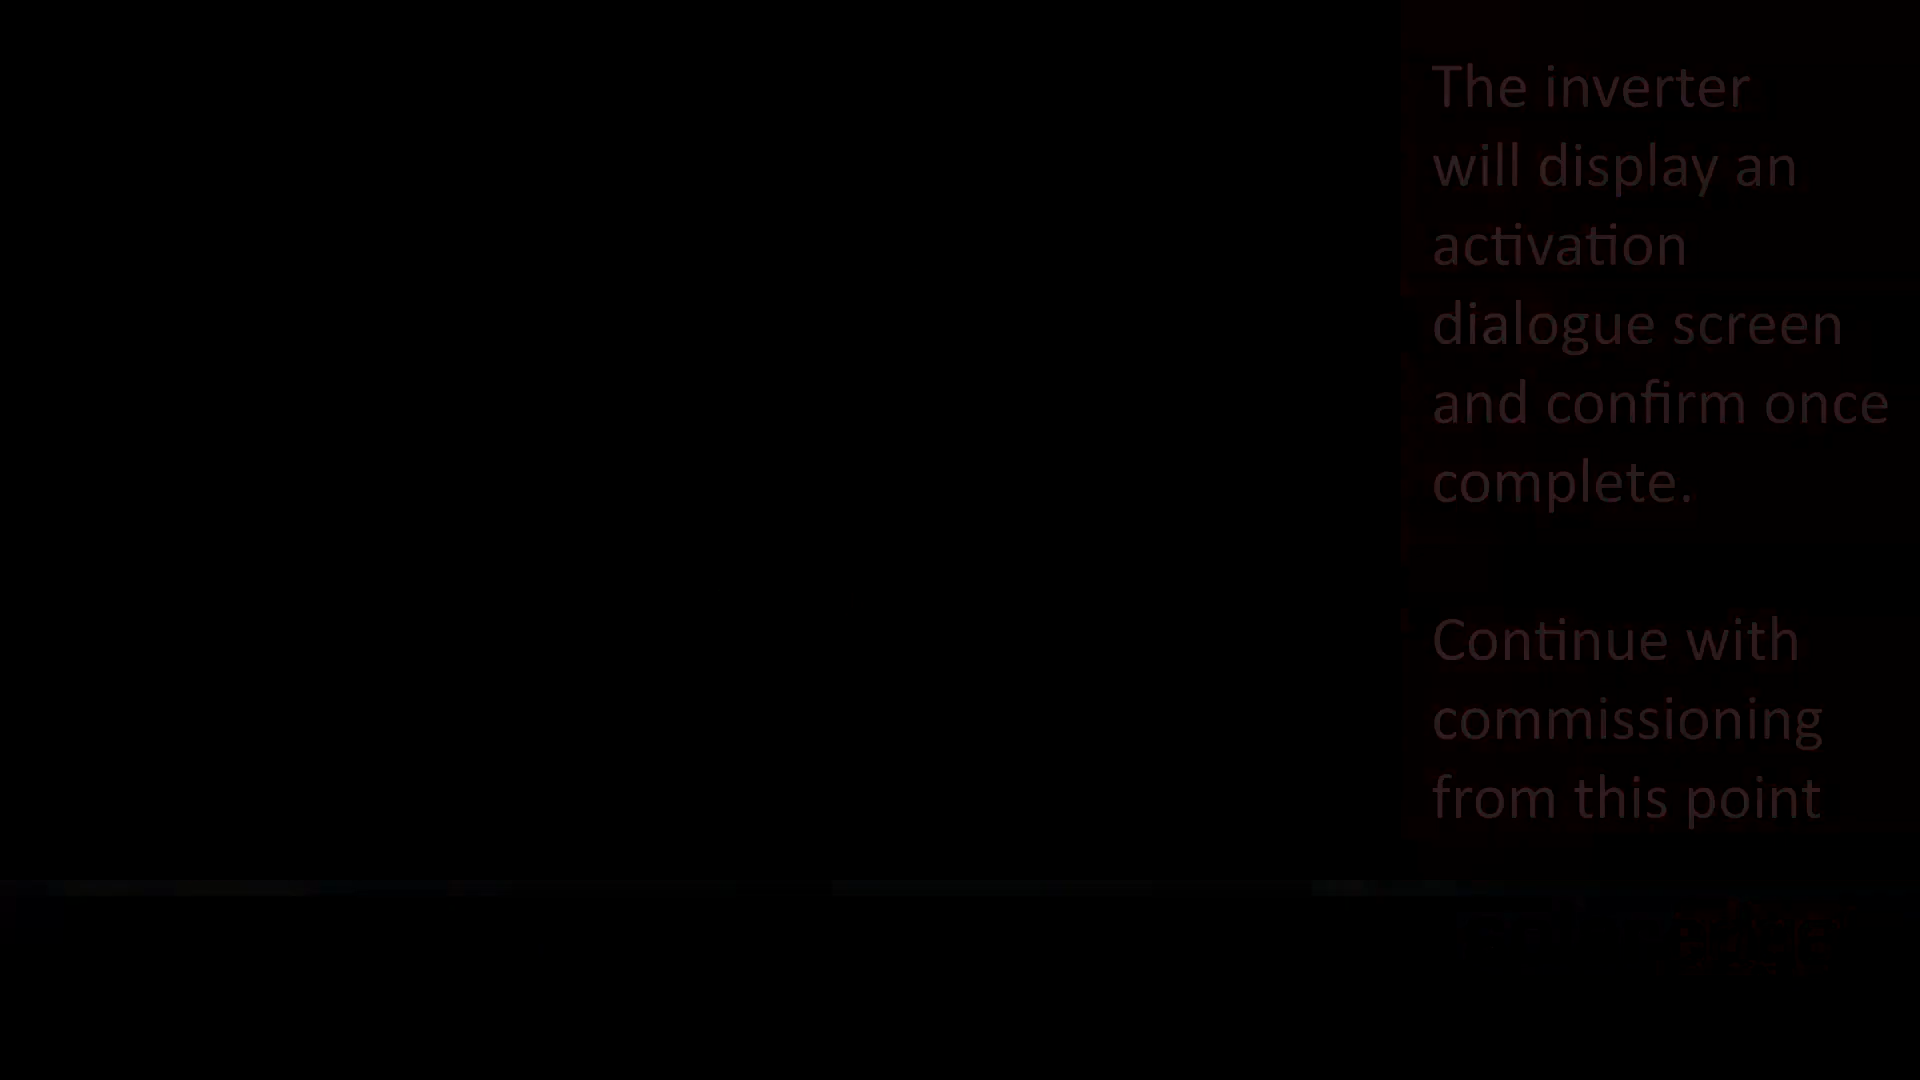 The inverter
will display an
activation
dialogue screen
and confirm once
complete.
Continue with
commissioning
from this point